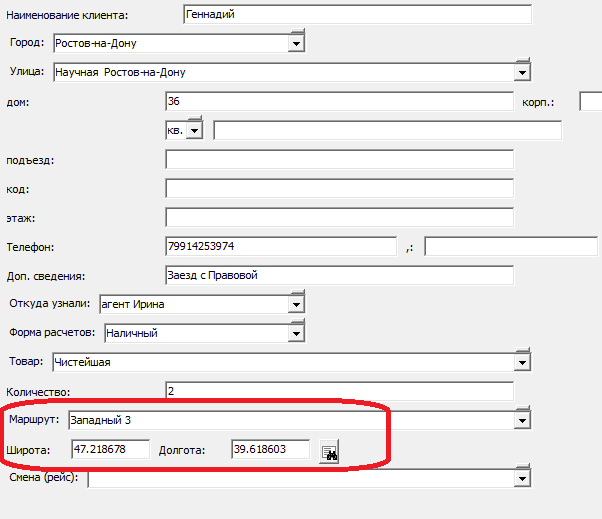 Наименование клиента: Геннадий
Город: Ростов-на-Дону
Улица: Научная Ростов-на-Дону
дом: 36 корп.:
кв.
подъезд:
код:
этаж:
Телефон: 79914253974 ,:
Доп. сведения: Заезд с Правовой
Откуда узнали: агент Ирина
Форма расчетов: Наличный
Товар: Чистейшая
Количество: 2
Маршрут: Западный 3
Широта: 47.218678 Долгота: 39.618603
Смена (рейс):